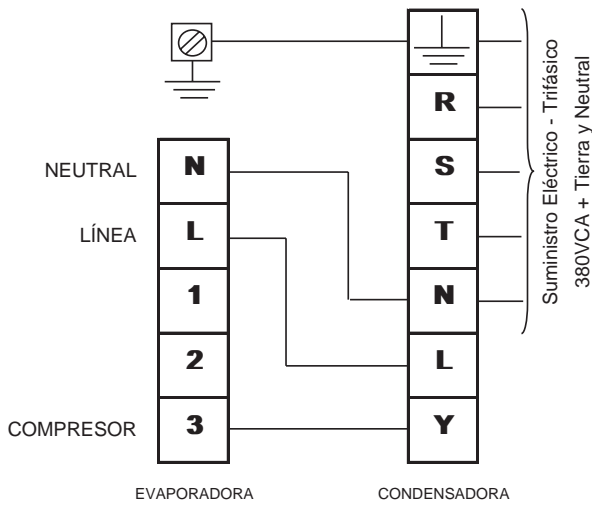 R
NEUTRAL N S
LÍNEA L T
1 N
2 L
COMPRESOR 3 Y
EVAPORADORA CONDENSADORA
Suministro Eléctrico - Trifásico
380VCA + Tierra y Neutral